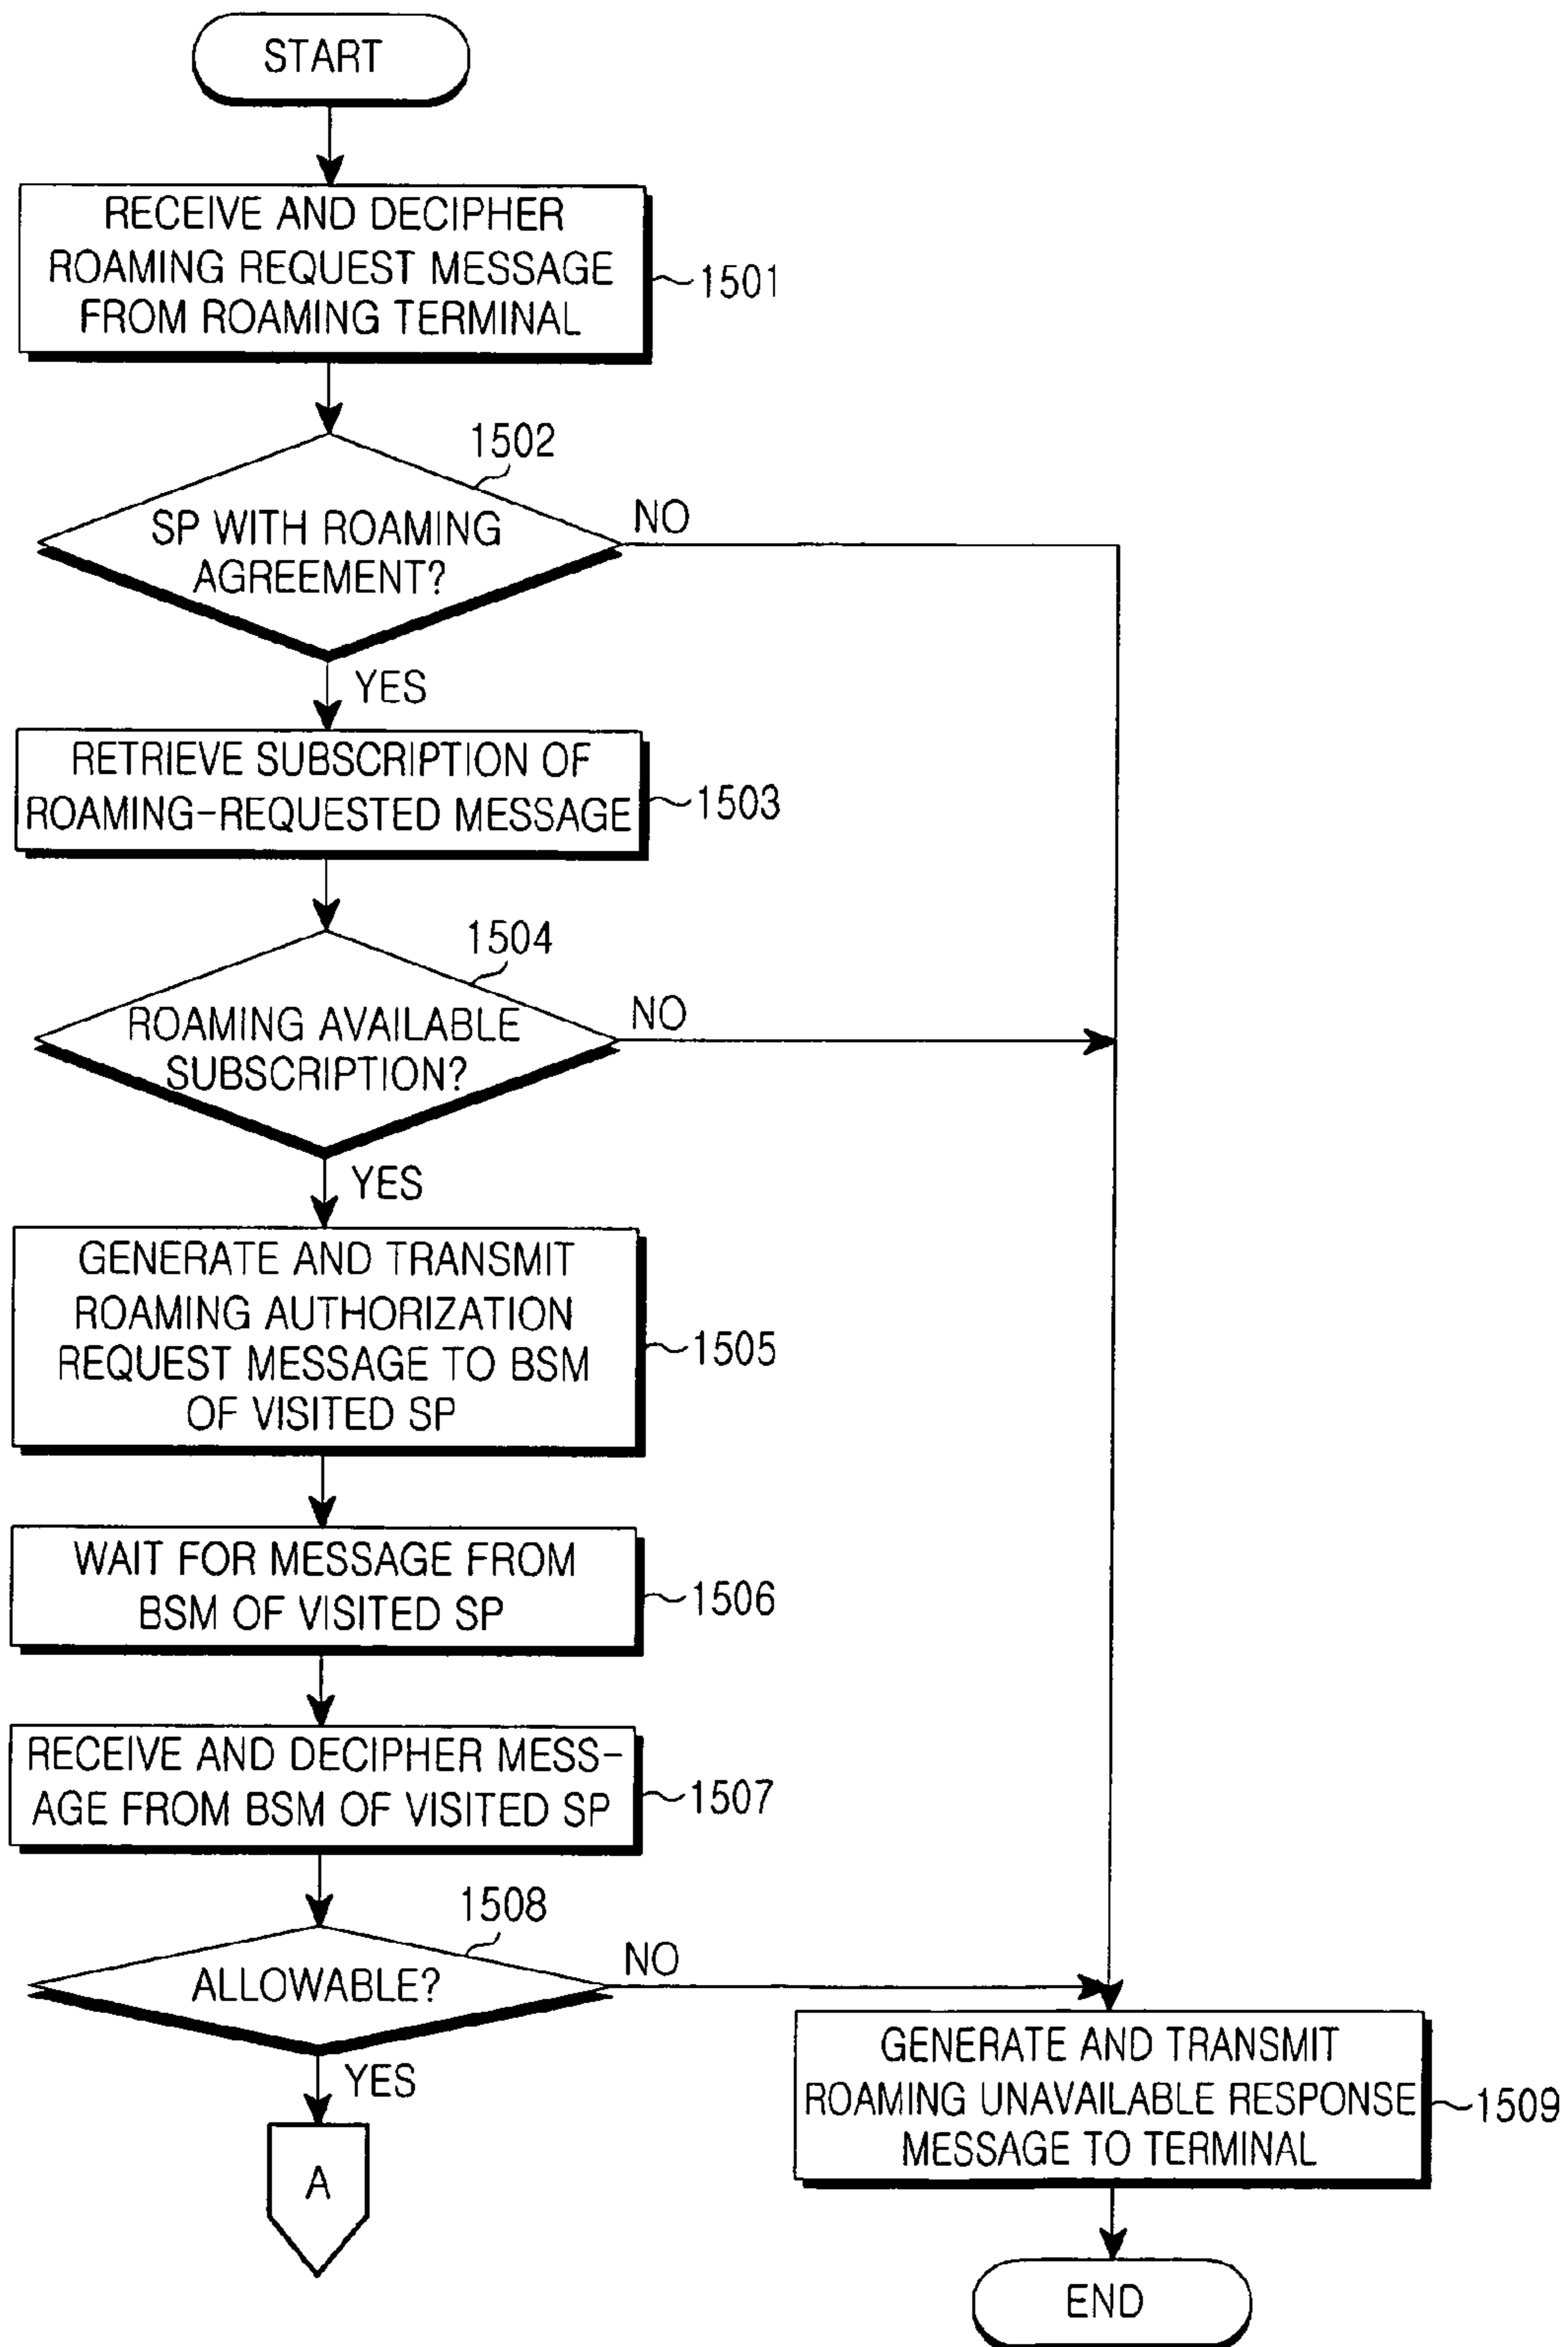 START
RECEIVE AND DECIPHER
ROAMING REQUEST MESSAGE
FROM ROAMING TERMINAL
1501
1502
SP WITH ROAMING
AGREEMENT?
NO
YES
RETRIEVE SUBSCRIPTION OF
ROAMING-REQUESTED MESSAGE
1503
1504
ROAMING AVAILABLE
SUBSCRIPTION?
NO
YES
GENERATE AND TRANSMIT
ROAMING AUTHORIZATION
REQUEST MESSAGE TO BSM
OF VISITED SP
1505
WAIT FOR MESSAGE FROM
BSM OF VISITED SP
1506
RECEIVE AND DECIPHER MESS-
AGE FROM BSM OF VISITED SP
1507
1508
ALLOWABLE?
NO
YES
A
GENERATE AND TRANSMIT
ROAMING UNAVAILABLE RESPONSE
MESSAGE TO TERMINAL
1509
END